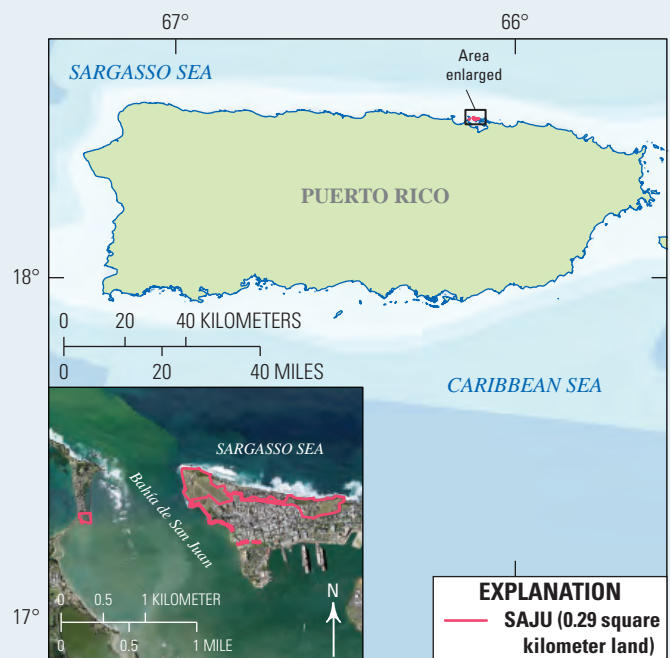 67°
66°
SARGASSO SEA
Area
enlarged
PUERTO RICO
18°
0 20 40 KILOMETERS
0 20 40 MILES
CARIBBEAN SEA
SARGASSO SEA
Bahía de San Juan
0 0.5 1 KILOMETER
0 0.5 1 MILE
N
17°
EXPLANATION
SAJU (0.29 square
kilometer land)